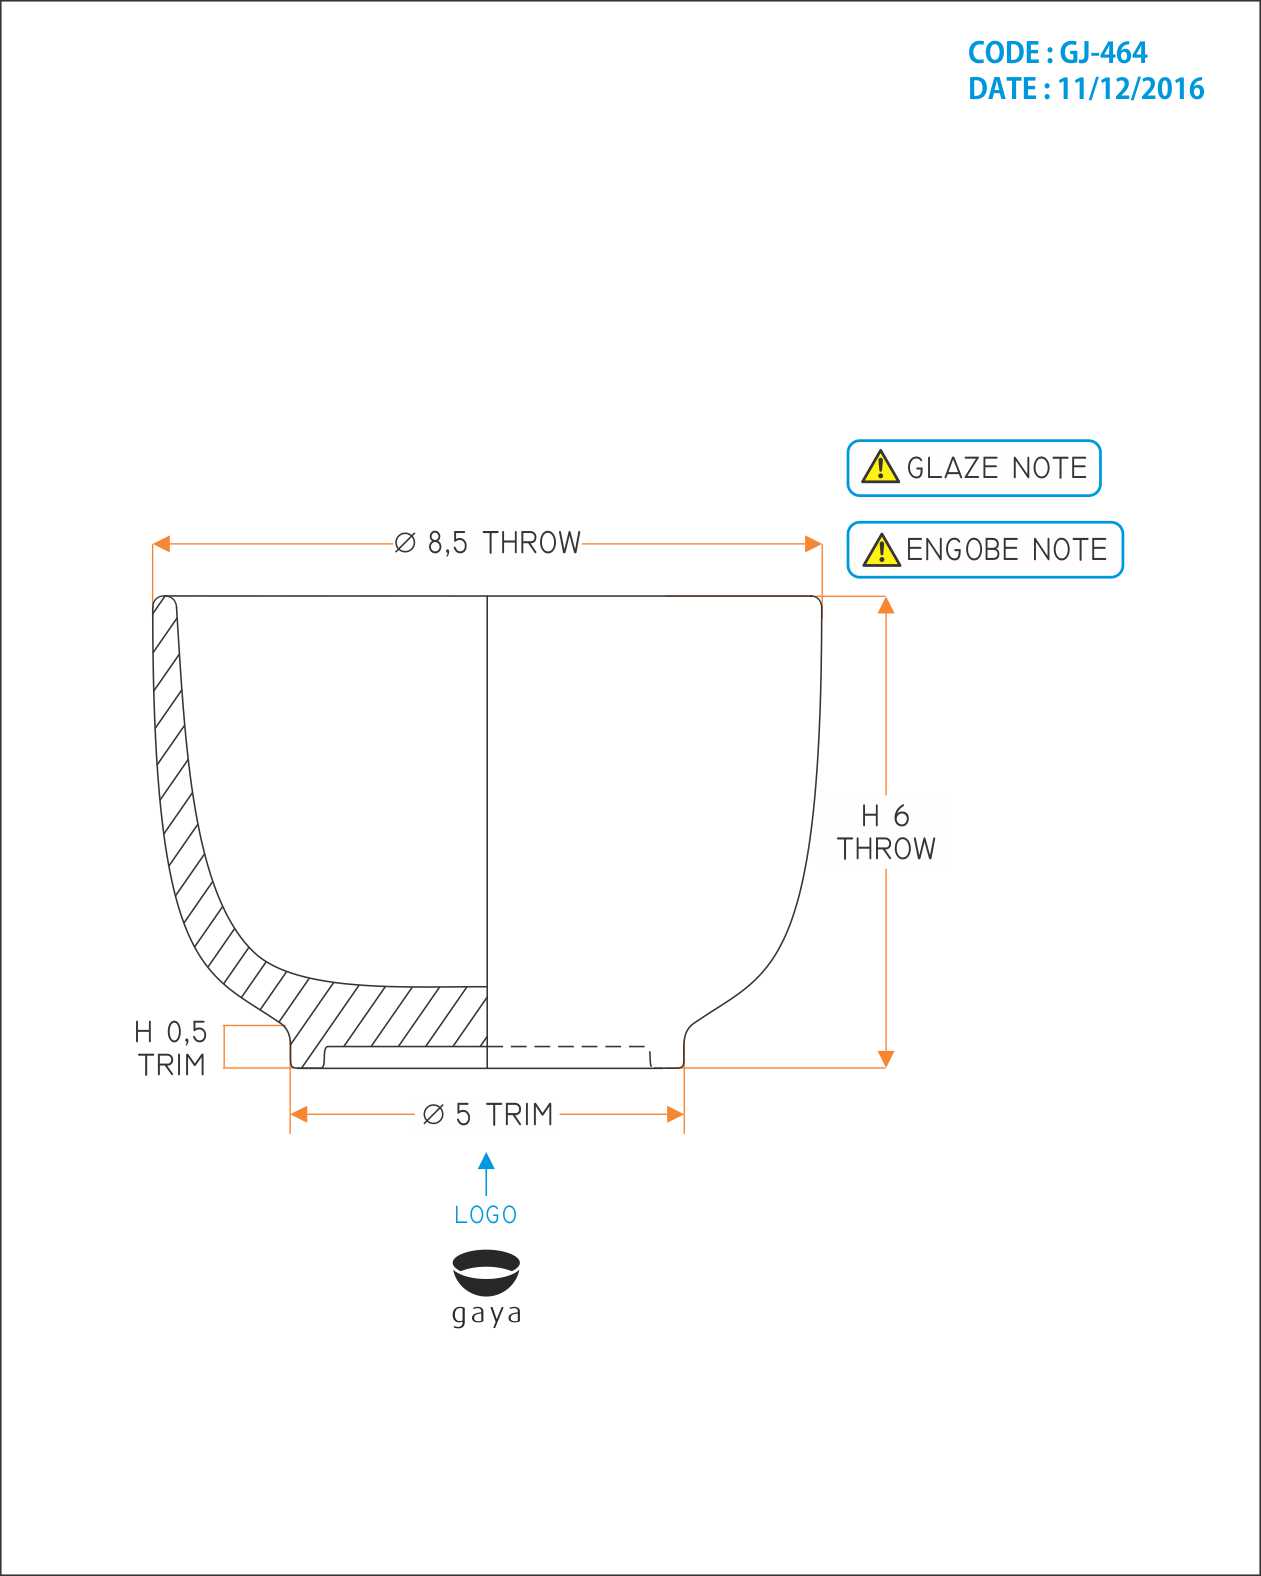 CODE : GJ-464
DATE : 11/12/2016
GLAZE NOTE
ENGOBE NOTE
Ø 8,5 THROW
H 6
THROW
H 0,5
TRIM
Ø 5 TRIM
LOGO
gaya